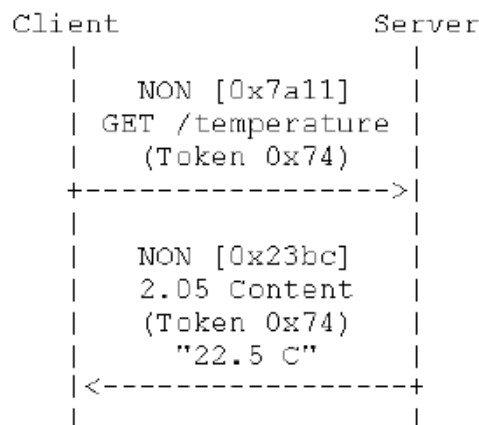 Client Server
NON [0x7a11]
GET /temperature
(Token 0x74)
NON [0x23bc]
2.05 Content
(Token 0x74)
"22.5 C"